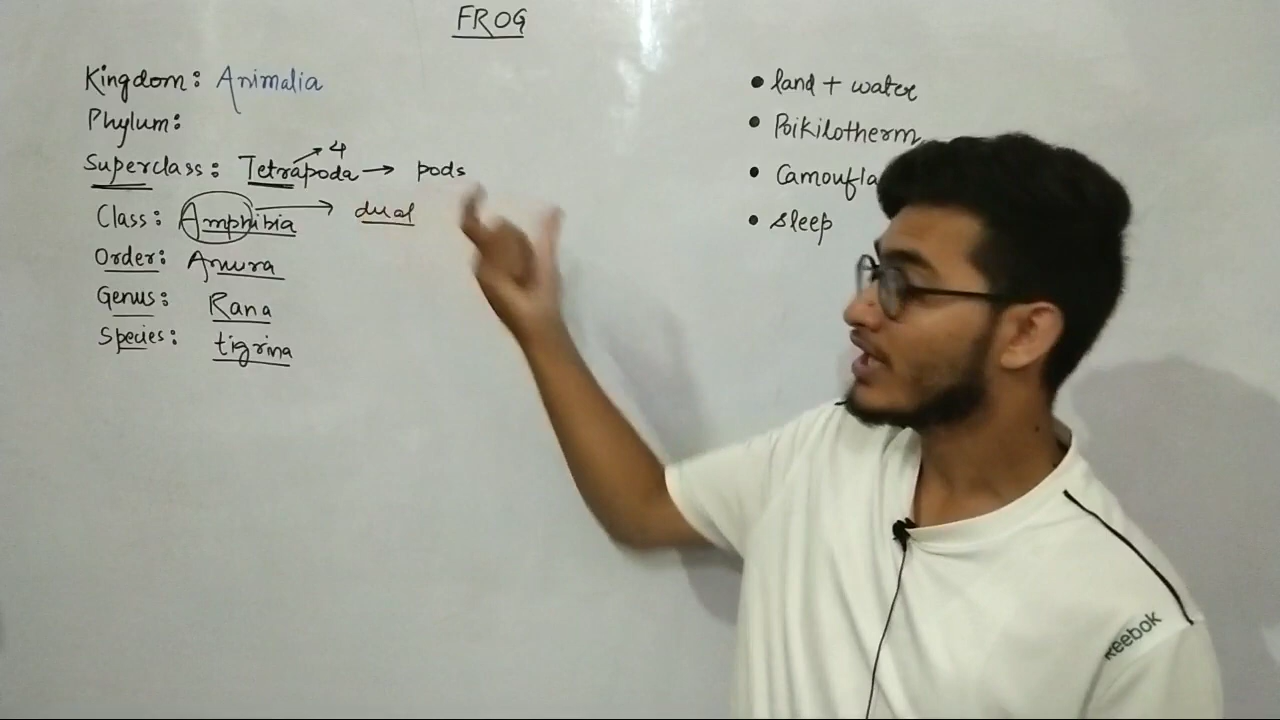 FROG
Kingdom: Animalia
Phylum:
Superclass: Tetrapoda → pods
4
Class: Amphibia → dual
Order: Anura
Genus: Rana
Species: tigrina
• land + water
• Poikilotherm
• Camoufla
• sleep
Reebok